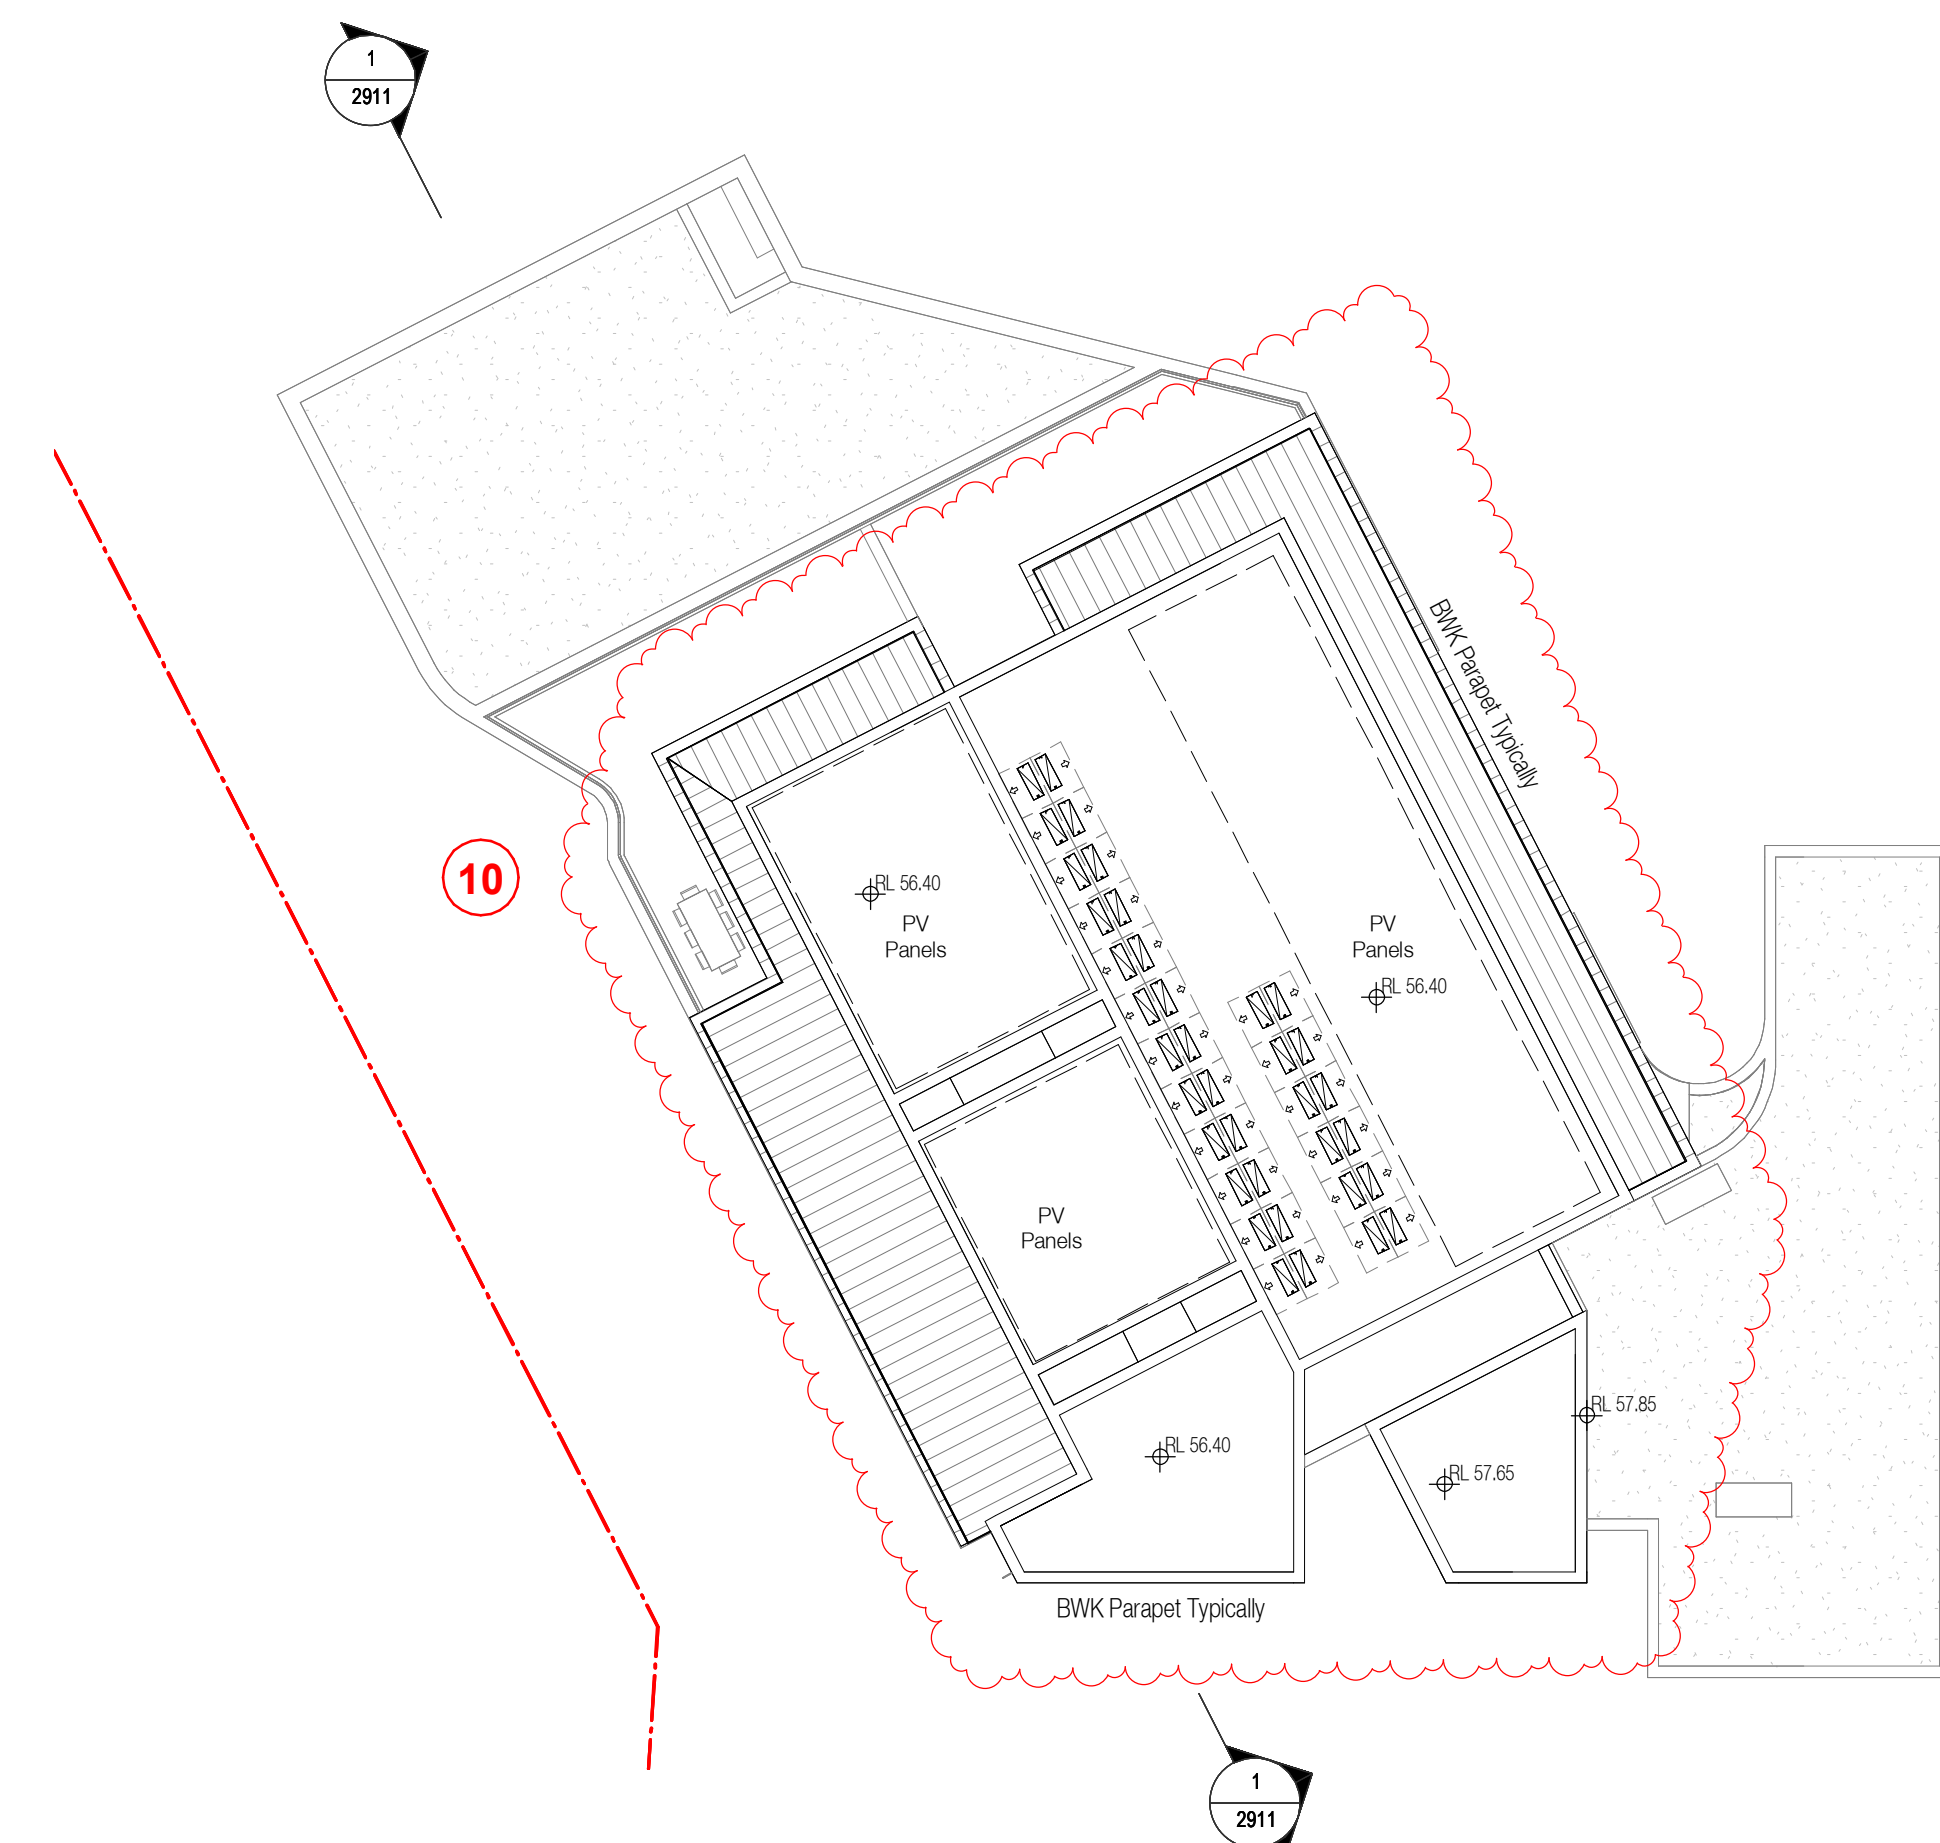 1
2911
BWK Parapet Typically
10
RL 56.40
PV
Panels
PV
Panels
RL 56.40
PV
Panels
RL 57.85
RL 56.40
RL 57.65
BWK Parapet Typically
1
2911